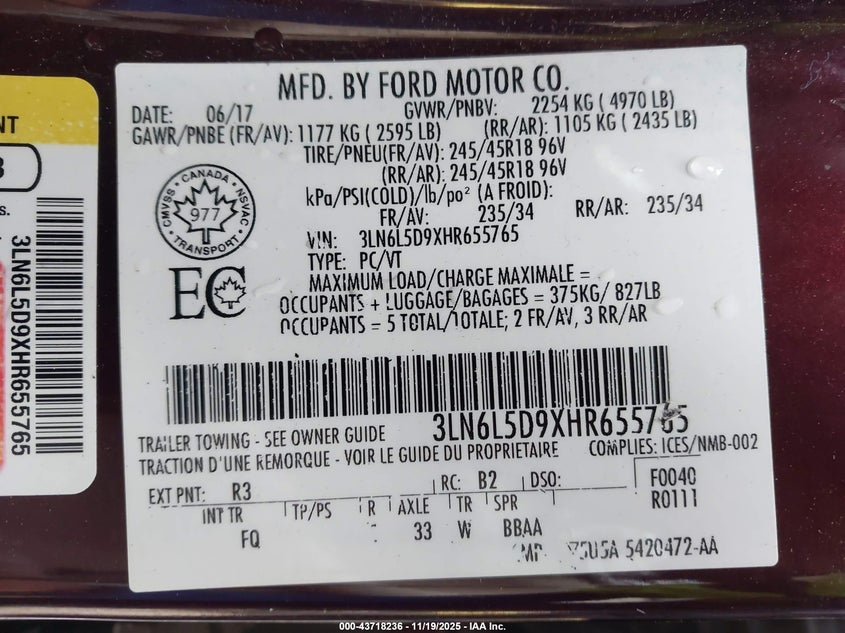 NT
3
s.
3LN6L5D9XHR655765
MFD. BY FORD MOTOR CO.
DATE: 06/17 GVWR/PNBV: 2254 KG ( 4970 LB)
GAWR/PNBE (FR/AV): 1177 KG ( 2595 LB) (RR/AR): 1105 KG ( 2435 LB)
TIRE/PNEU(FR/AV): 245/45R18 96V
(RR/AR): 245/45R18 96V
kPa/PSI(COLD)/lb/po² (A FROID):
FR/AV: 235/34 RR/AR: 235/34
CMVSS CANADA NSVAC
977
TRANSPORT
VIN: 3LN6L5D9XHR655765
TYPE: PC/VT
EC
MAXIMUM LOAD/CHARGE MAXIMALE =
OCCUPANTS + LUGGAGE/BAGAGES = 375KG/ 827LB
OCCUPANTS = 5 TOTAL/TOTALE; 2 FR/AV, 3 RR/AR
3LN6L5D9XHR655765
TRAILER TOWING - SEE OWNER GUIDE COMPLIES: ICES/NMB-002
TRACTION D'UNE REMORQUE - VOIR LE GUIDE DU PROPRIETAIRE
EXT PNT: R3 RC: B2 DSO: F0040
INT TR TP/PS R AXLE TR SPR R0111
FQ 33 W BBAA
5420472-AA
000-43718236 - 11/19/2025 - IAA Inc.